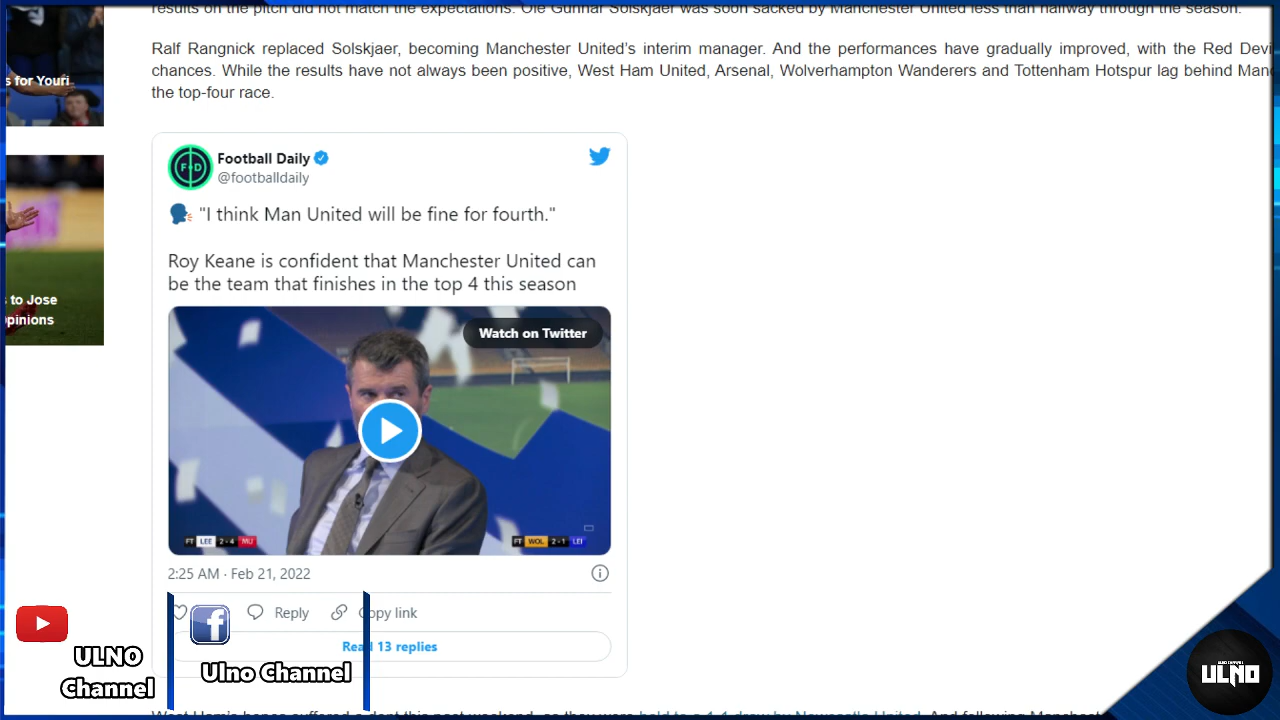 results on the pitch did not match the expectations. Ole Gunnar Solskjaer was soon sacked by Manchester United less than halfway through the season.
Ralf Rangnick replaced Solskjaer, becoming Manchester United's interim manager. And the performances have gradually improved, with the Red Devi
chances. While the results have not always been positive, West Ham United, Arsenal, Wolverhampton Wanderers and Tottenham Hotspur lag behind Manc
the top-four race.
s for Youri
s to Jose
pinions
Football Daily
@footballdaily
"I think Man United will be fine for fourth."
Roy Keane is confident that Manchester United can
be the team that finishes in the top 4 this season
Watch on Twitter
FT LEE 2-4 MU
FT WOL 2-1 LEI
2:25 AM · Feb 21, 2022
Reply
Copy link
Read 13 replies
ULNO
Channel
f
Ulno Channel
ULNO
West Ham's hopes suffered a dent this past weekend, as they were held to a 1-1 draw by Newcastle United. And following Manchest